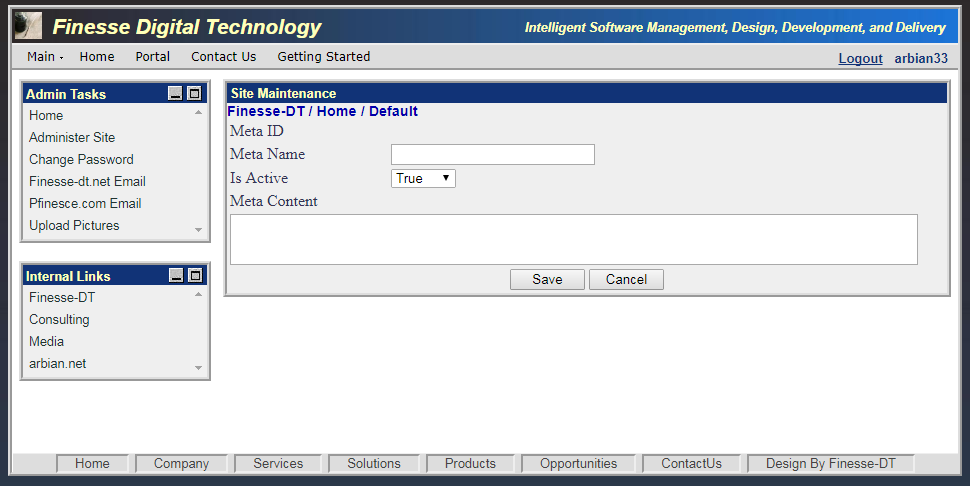 Finesse Digital Technology
Intelligent Software Management, Design, Development, and Delivery
Main Home Portal Contact Us Getting Started
Logout arbian33
Admin Tasks
Home
Administer Site
Change Password
Finesse-dt.net Email
Pfinesce.com Email
Upload Pictures
Internal Links
Finesse-DT
Consulting
Media
arbian.net
Site Maintenance
Finesse-DT / Home / Default
Meta ID
Meta Name
Is Active True
Meta Content
Save Cancel
Home Company Services Solutions Products Opportunities ContactUs Design By Finesse-DT